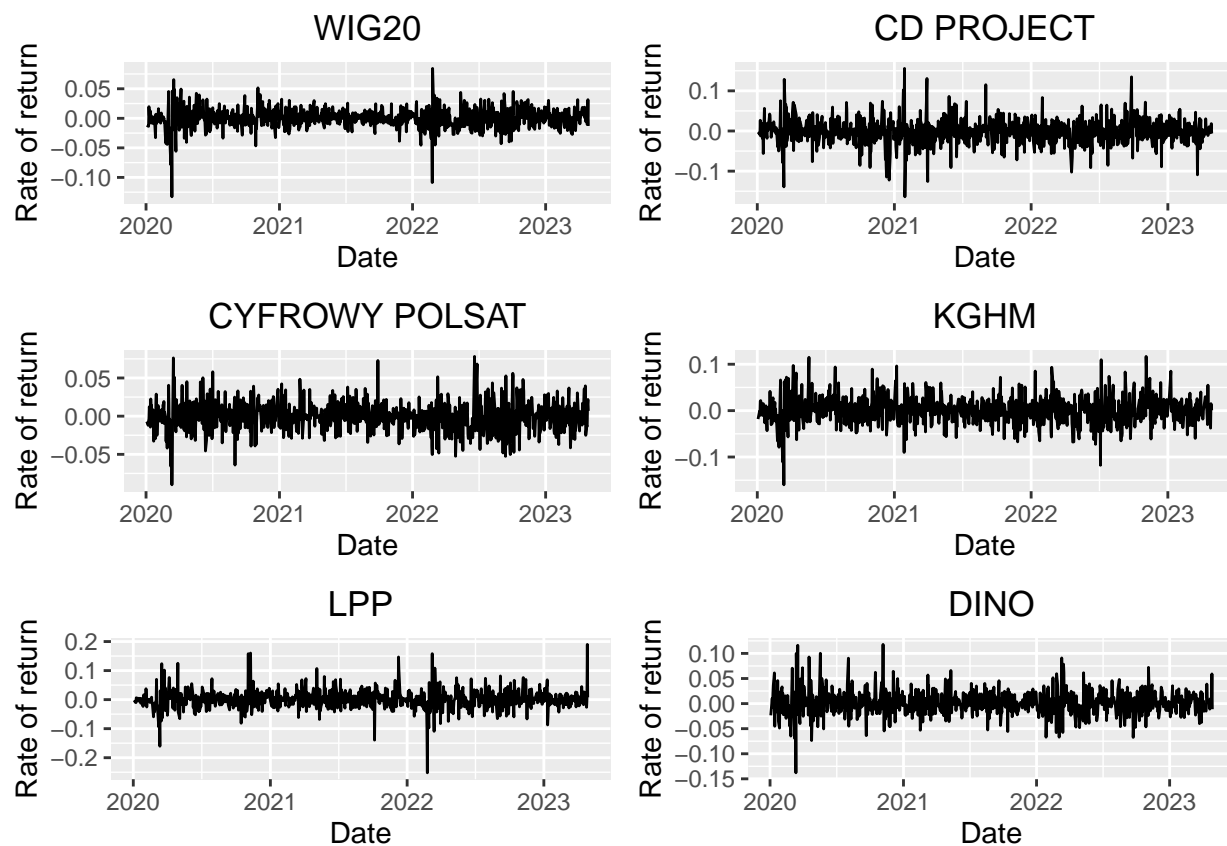 WIG20
Rate of return
0.05
0.00
−0.05
−0.10
2020 2021 2022 2023
Date
CD PROJECT
Rate of return
0.1
0.0
−0.1
2020 2021 2022 2023
Date
CYFROWY POLSAT
Rate of return
0.05
0.00
−0.05
2020 2021 2022 2023
Date
KGHM
Rate of return
0.1
0.0
−0.1
2020 2021 2022 2023
Date
LPP
Rate of return
0.2
0.1
0.0
−0.1
−0.2
2020 2021 2022 2023
Date
DINO
Rate of return
0.10
0.05
0.00
−0.05
−0.10
−0.15
2020 2021 2022 2023
Date